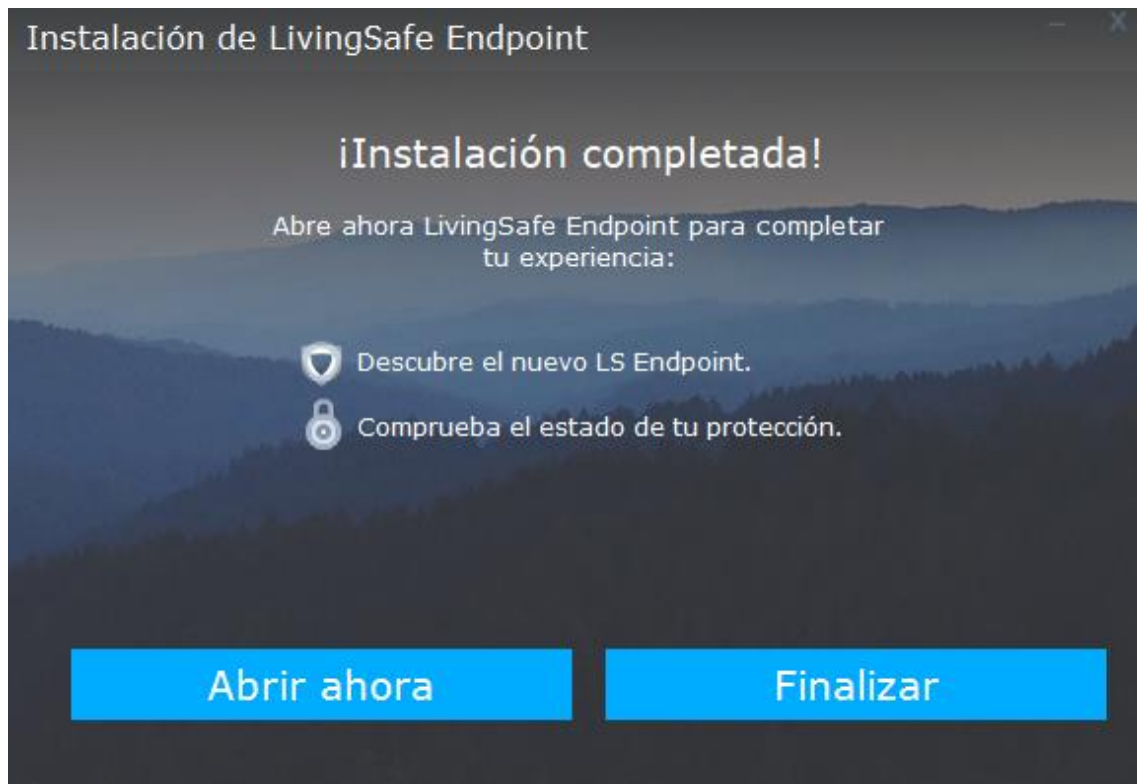 Instalación de LivingSafe Endpoint
¡Instalación completada!
Abre ahora LivingSafe Endpoint para completar
tu experiencia:
Descubre el nuevo LS Endpoint.
Comprueba el estado de tu protección.
Abrir ahora
Finalizar